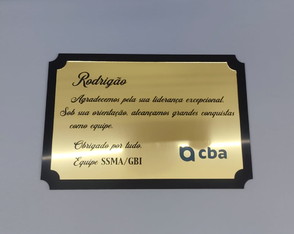 Rodrigão
Agradecemos pela sua liderança excepcional.
Sob sua orientação, alcançamos grandes conquistas
como equipe.
Obrigado por tudo.
Equipe SSMA/GBI
cba